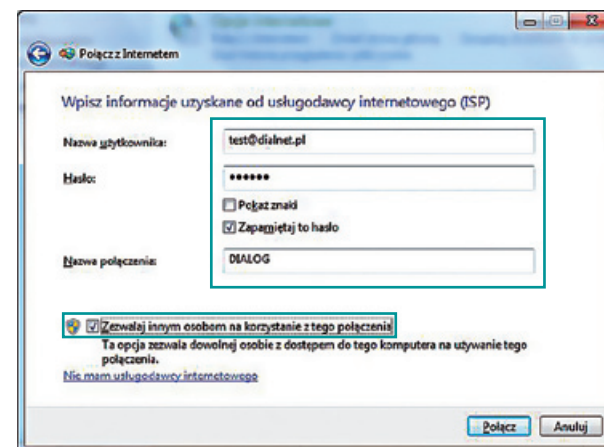 Połącz z Internetem
Wpisz informacje uzyskane od usługodawcy internetowego (ISP)
Nazwa użytkownika:
test@dialnet.pl
Hasło:
••••••
Pokaż znaki
Zapamiętaj to hasło
Nazwa połączenia:
DIALOG
Zezwalaj innym osobom na korzystanie z tego połączenia
Ta opcja zezwala dowolnej osobie z dostępem do tego komputera na używanie tego
połączenia.
Nie mam usługodawcy internetowego
Połącz
Anuluj